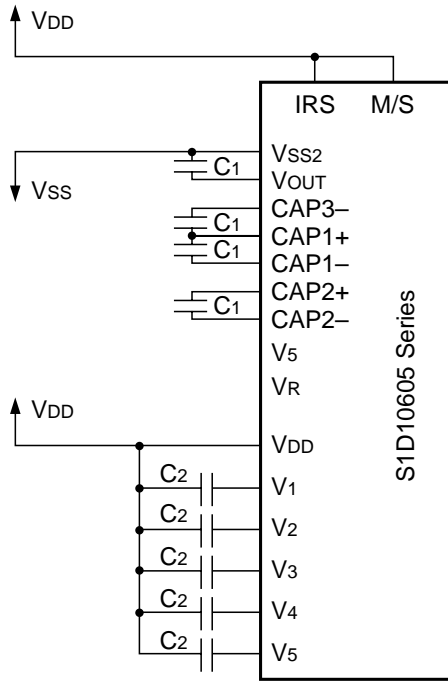 VDD
IRS M/S
VSS2
C1
VSS
VOUT
CAP3–
C1
CAP1+
C1
CAP1–
CAP2+
C1
CAP2–
V5
VR
S1D10605 Series
VDD
VDD
C2
V1
C2
V2
C2
V3
C2
V4
C2
V5